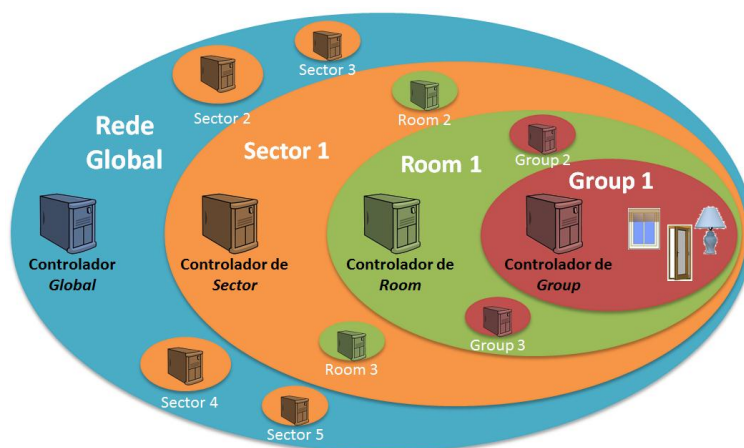 Sector 3
Sector 2
Room 2
Rede
Global
Sector 1
Room 1
Group 2
Group 1
Controlador
Global
Controlador de
Sector
Controlador de
Room
Controlador de
Group
Group 3
Room 3
Sector 4
Sector 5